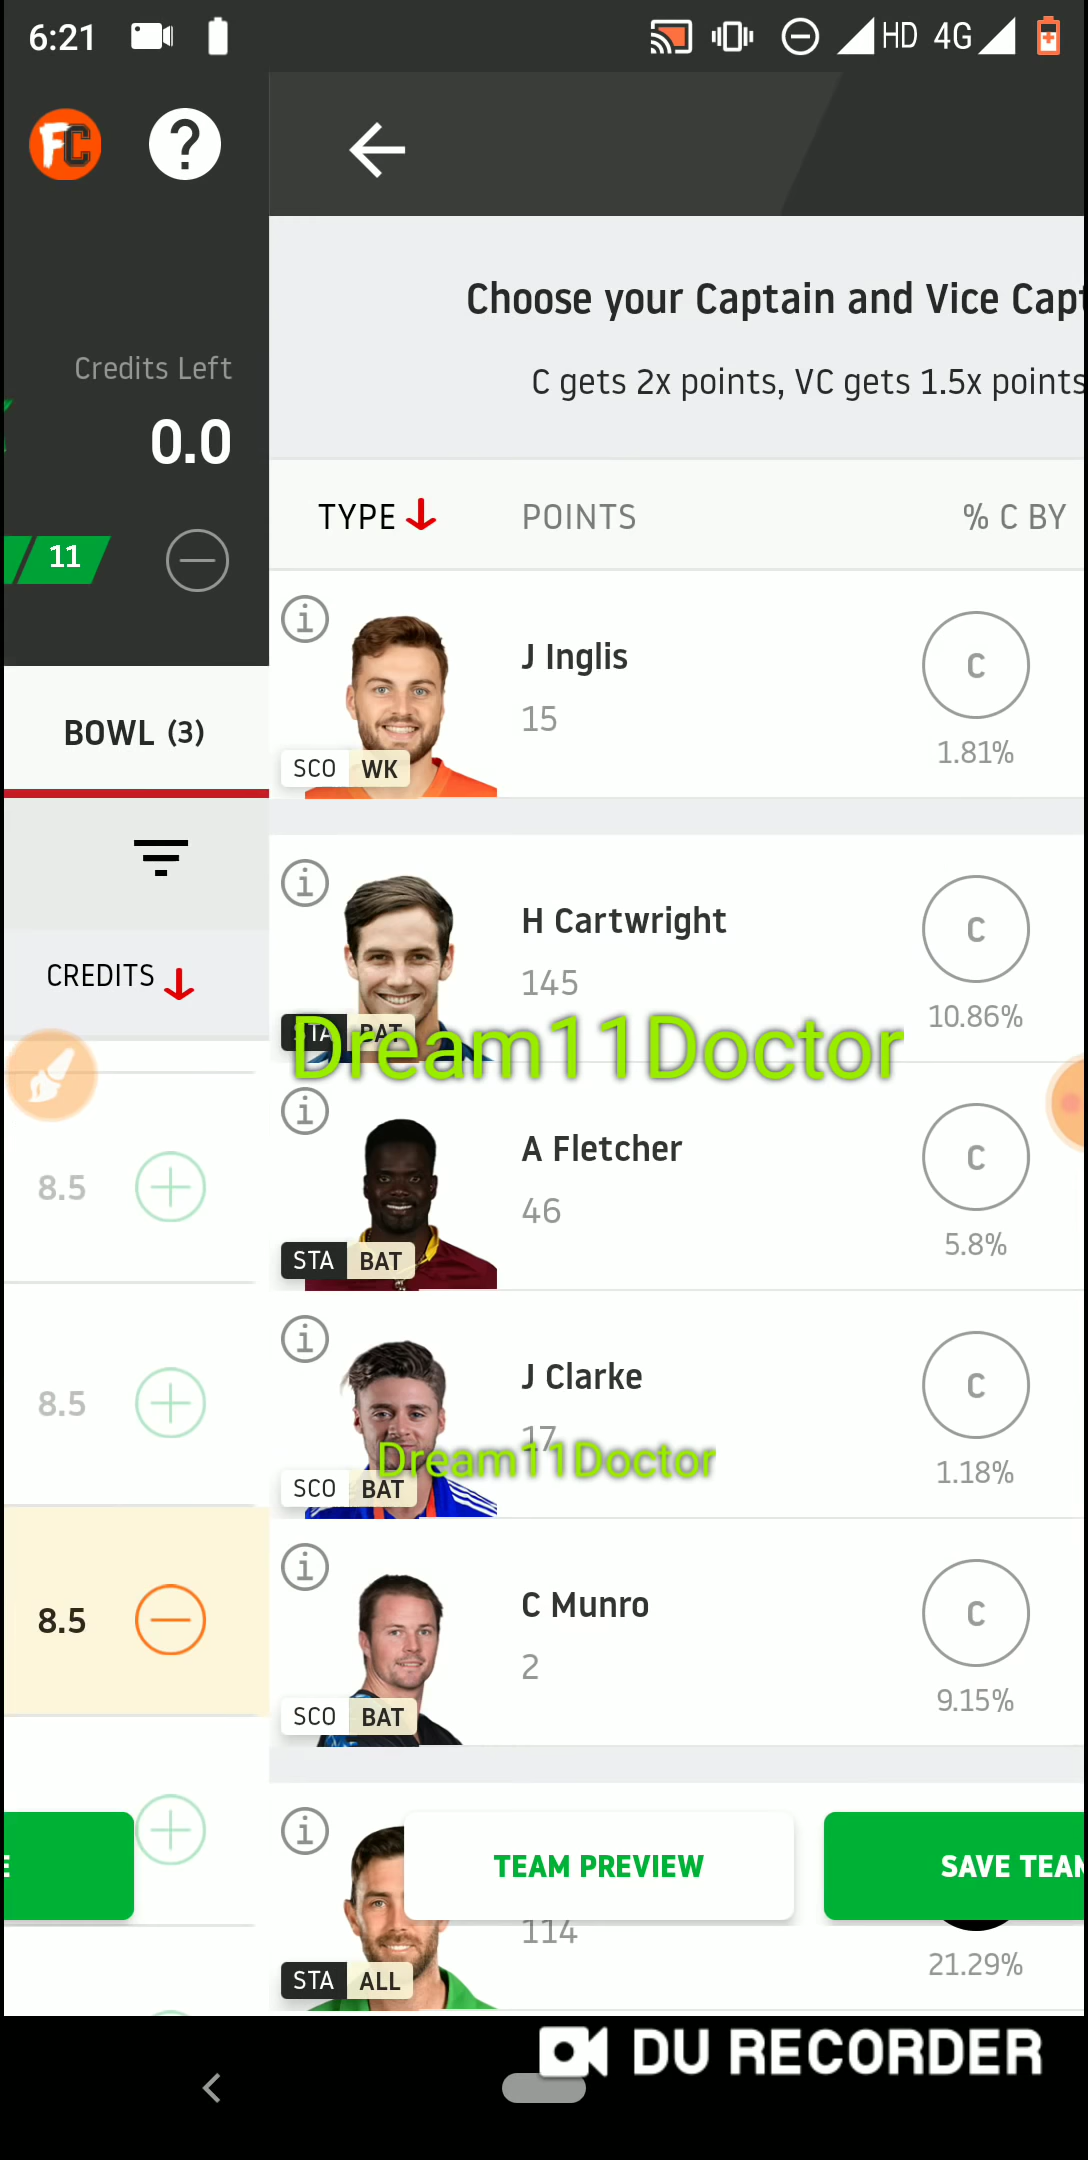 6:21
HD 4G
FC ?
Choose your Captain and Vice Capt
C gets 2x points, VC gets 1.5x points
Credits Left
0.0
11
BOWL (3)
CREDITS
8.5
8.5
8.5
E
TYPE POINTS % C BY
J Inglis
15
SCO WK
C
1.81%
H Cartwright
145
STA BAT
C
10.86%
Dream11Doctor
A Fletcher
46
STA BAT
C
5.8%
J Clarke
17
SCO BAT
C
1.18%
Dream11Doctor
C Munro
2
SCO BAT
C
9.15%
TEAM PREVIEW
SAVE TEAM
114
STA ALL
21.29%
DU RECORDER